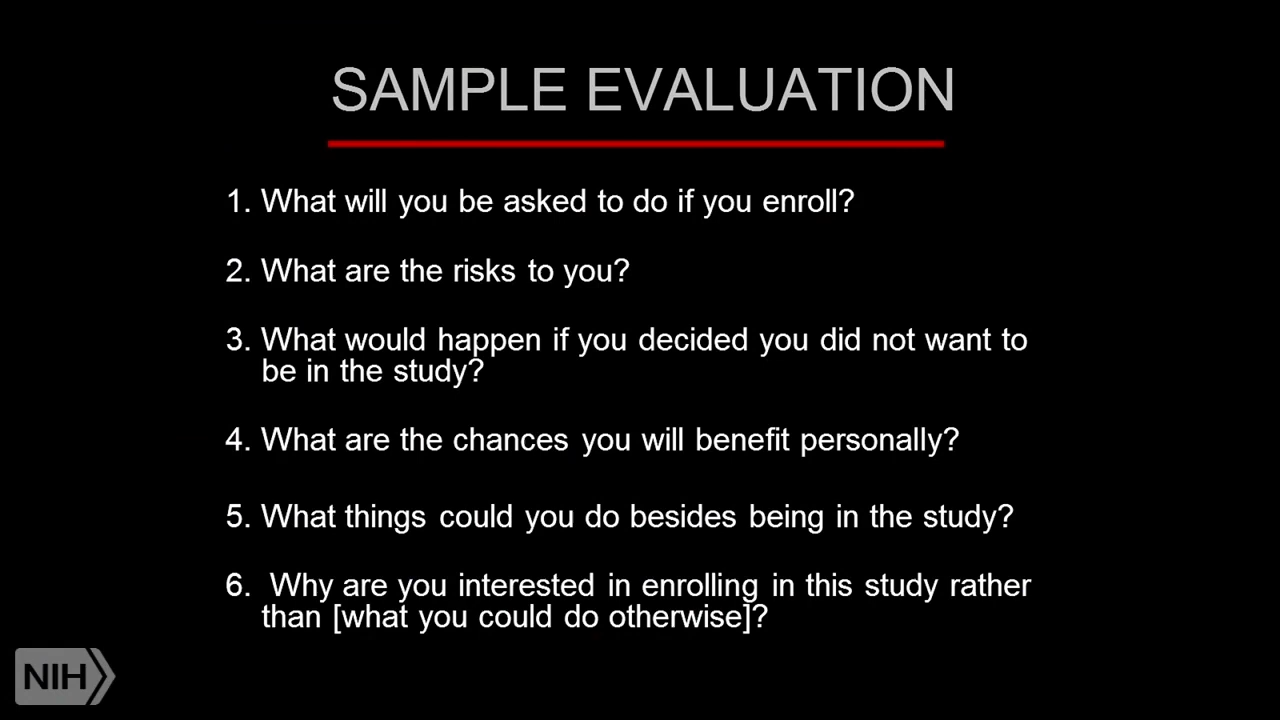 SAMPLE EVALUATION
1. What will you be asked to do if you enroll?
2. What are the risks to you?
3. What would happen if you decided you did not want to
be in the study?
4. What are the chances you will benefit personally?
5. What things could you do besides being in the study?
6. Why are you interested in enrolling in this study rather
than [what you could do otherwise]?
NIH